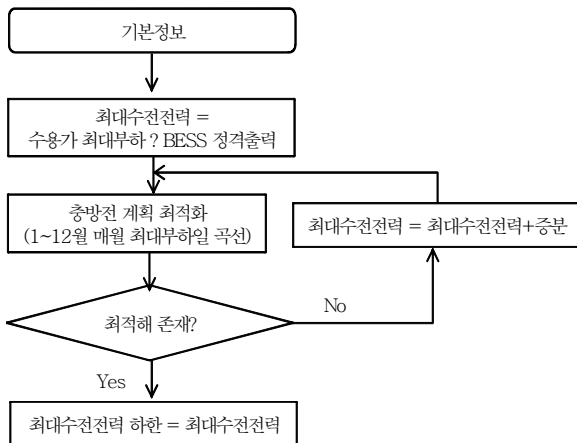 기본정보
최대수전전력 =
수용가 최대부하 ? BESS 정격출력
충방전 계획 최적화
(1~12월 매월 최대부하일 곡선)
최대수전전력 = 최대수전전력+증분
최적해 존재?
No
Yes
최대수전전력 하한 = 최대수전전력